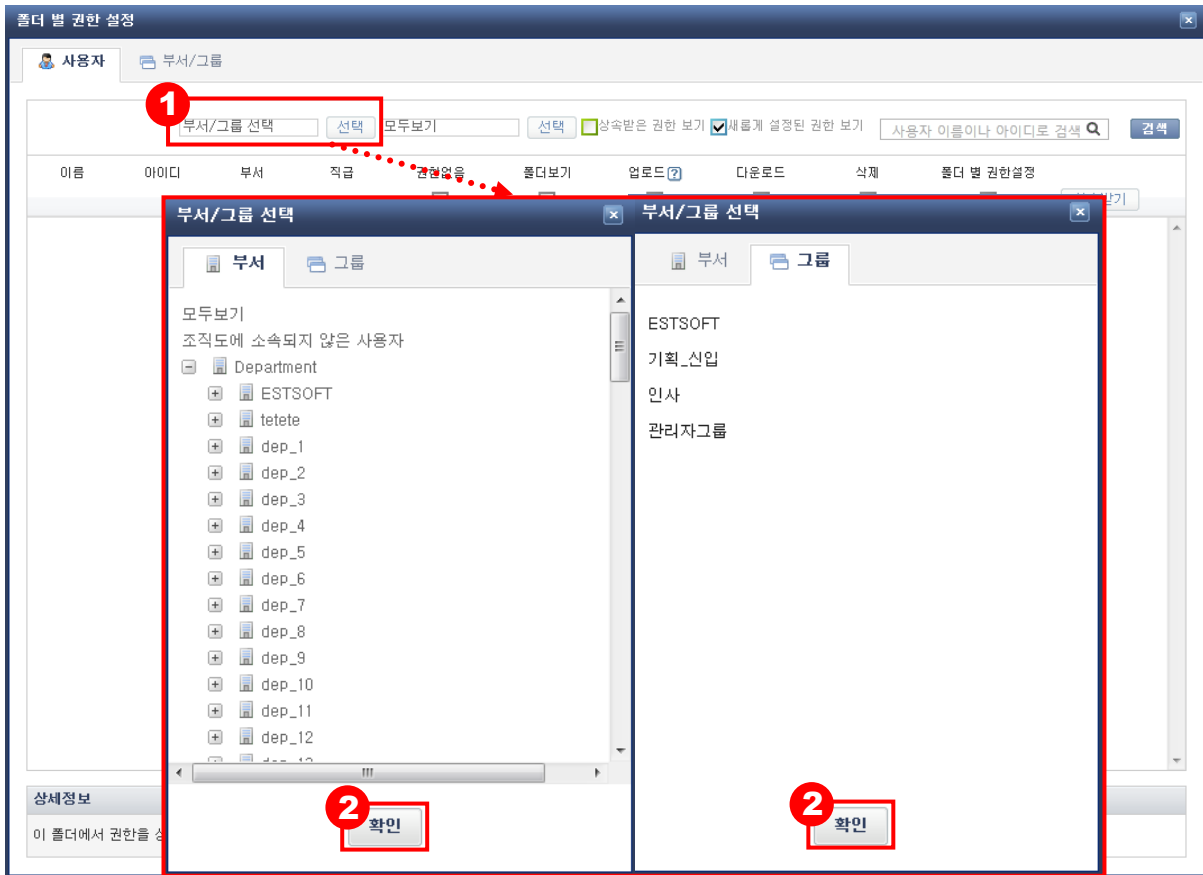 폴더 별 권한 설정
사용자 부서/그룹
1
부서/그룹 선택 선택 모두보기 선택 상속받은 권한 보기 새롭게 설정된 권한 보기 사용자 이름이나 아이디로 검색 검색
이름 아이디 부서 직급 권한없음 폴더보기 업로드[?] 다운로드 삭제 폴더 별 권한설정
받기
부서/그룹 선택
부서 그룹
모두보기
조직도에 소속되지 않은 사용자
Department
ESTSOFT
tetete
dep_1
dep_2
dep_3
dep_4
dep_5
dep_6
dep_7
dep_8
dep_9
dep_10
dep_11
dep_12
2
확인
부서/그룹 선택
부서 그룹
ESTSOFT
기획_신입
인사
관리자그룹
2
확인
상세정보
이 폴더에서 권한을